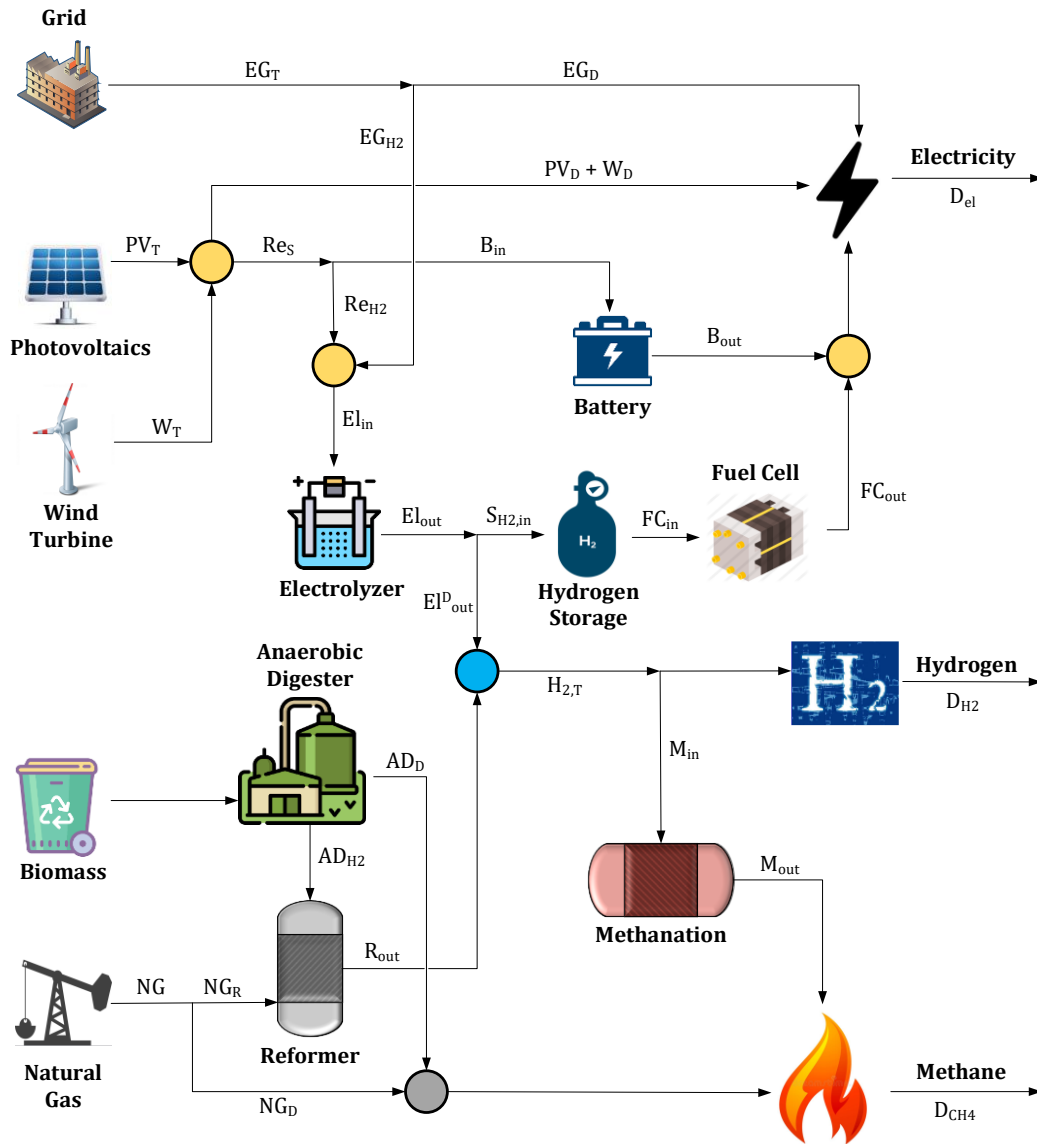 Grid
EG_T
EG_D
EG_H2
Electricity
PV_D + W_D
D_el
PV_T
Re_S
B_in
Re_H2
Photovoltaics
B_out
Battery
El_in
W_T
Fuel Cell
Wind
Turbine
+ −
El_out
S_H2,in
H₂
FC_in
FC_out
Electrolyzer
Hydrogen
Storage
El^D_out
Anaerobic
Digester
H_2,T
H₂
Hydrogen
D_H2
AD_D
M_in
Biomass
AD_H2
M_out
Methanation
R_out
NG
NG_R
Reformer
Natural
Gas
NG_D
Methane
D_CH4